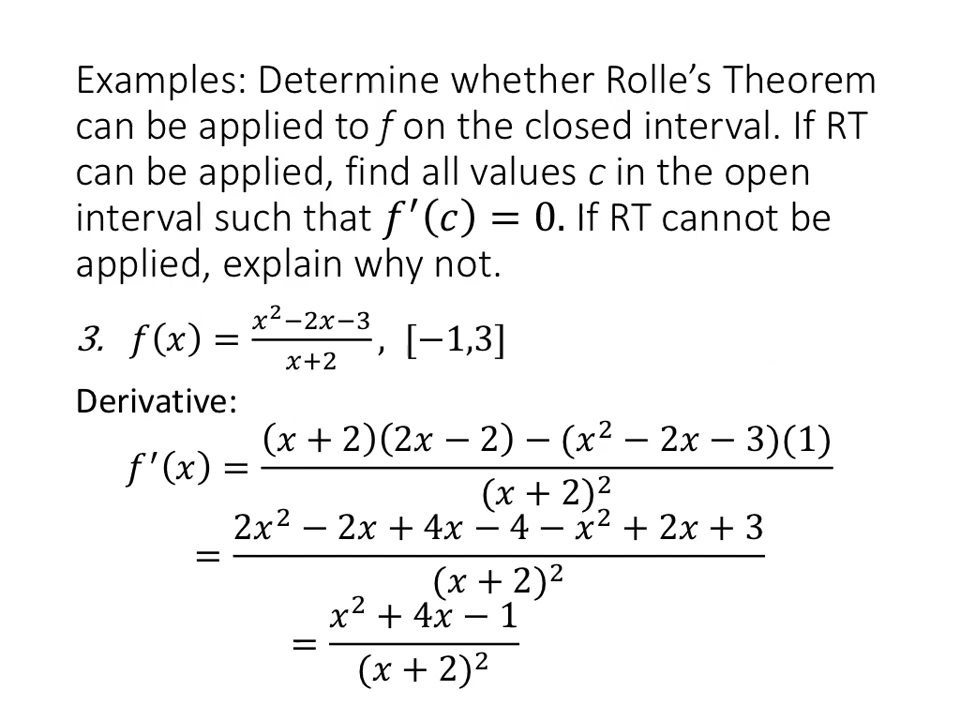 Examples: Determine whether Rolle’s Theorem
can be applied to f on the closed interval. If RT
can be applied, find all values c in the open
interval such that f′(c) = 0. If RT cannot be
applied, explain why not.
3. f(x) = (x²−2x−3)/(x+2), [−1,3]
Derivative:
f′(x) = ((x + 2)(2x − 2) − (x² − 2x − 3)(1))/((x + 2)²)
= (2x² − 2x + 4x − 4 − x² + 2x + 3)/((x + 2)²)
= (x² + 4x − 1)/((x + 2)²)